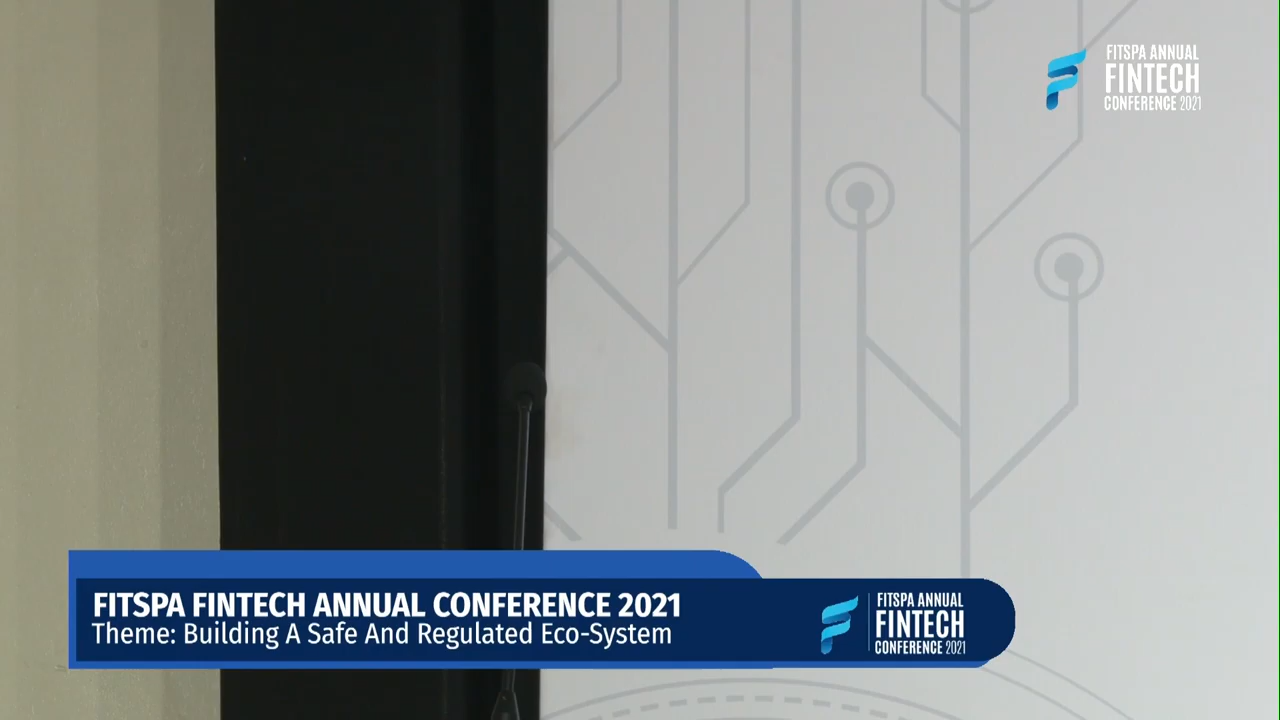 FITSPA ANNUAL
FINTECH
CONFERENCE 2021
FITSPA FINTECH ANNUAL CONFERENCE 2021
Theme: Building A Safe And Regulated Eco-System
FITSPA ANNUAL
FINTECH
CONFERENCE 2021